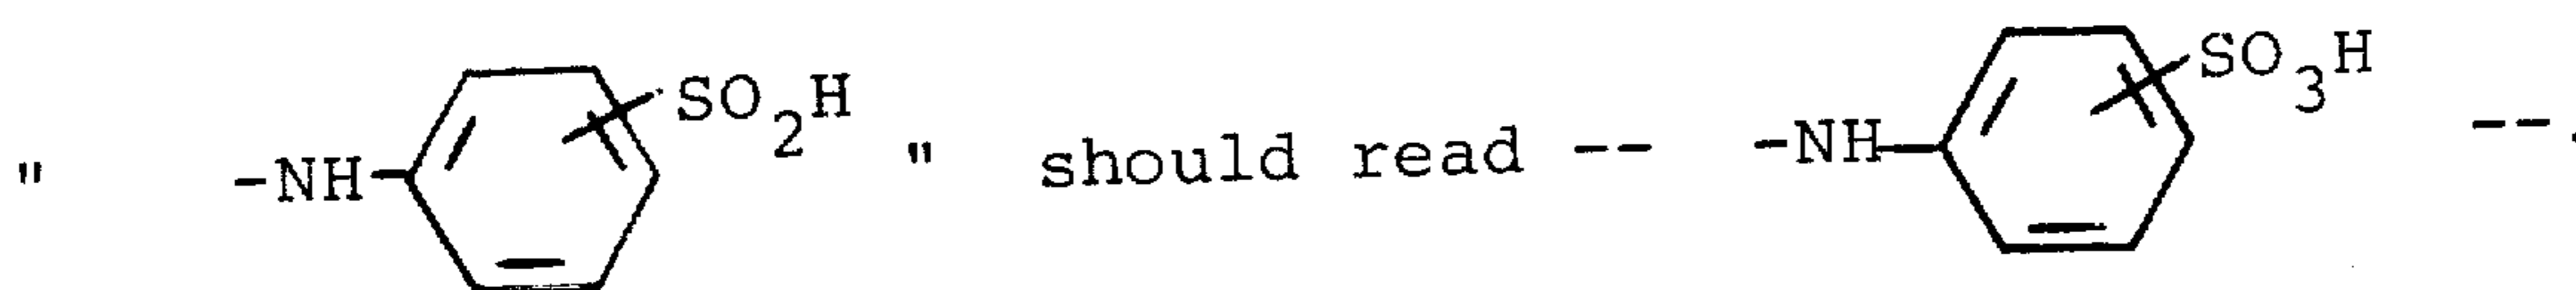 " -NH-SO2H " should read -- -NH-SO3H --.